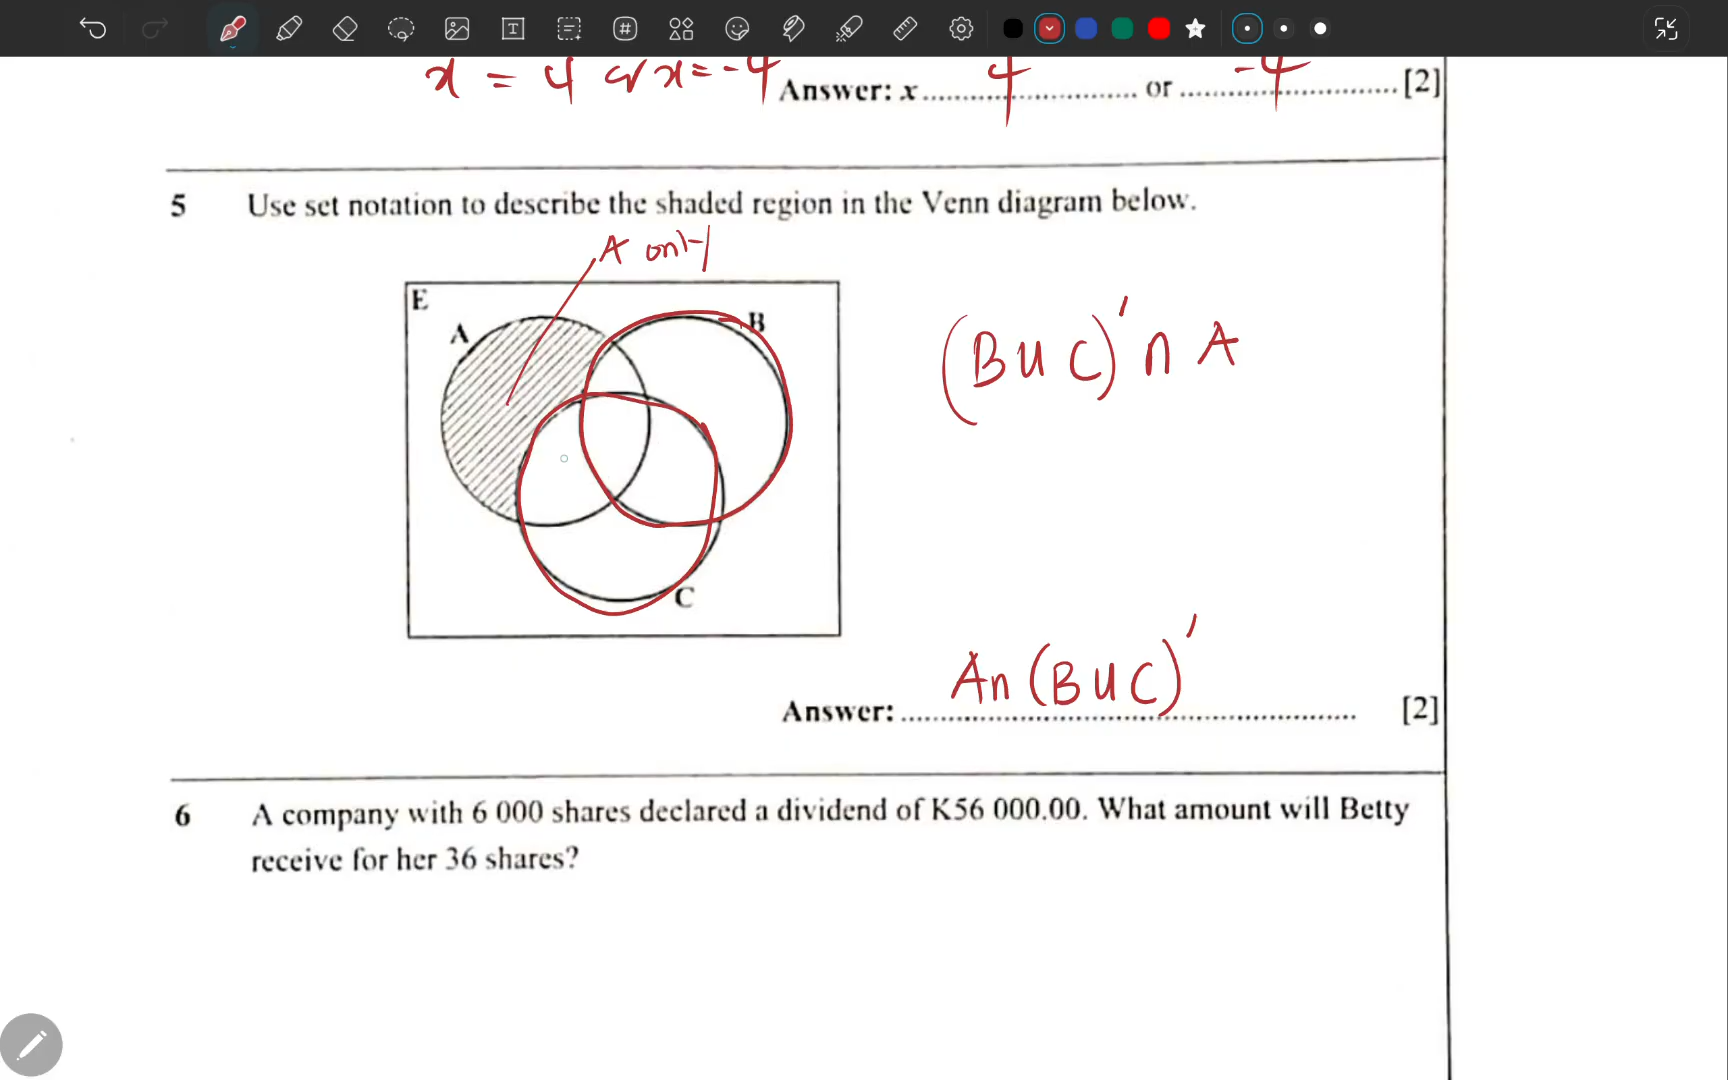 x = 4 or x = -4 Answer: x 4 or -4 [2]
5 Use set notation to describe the shaded region in the Venn diagram below.
A only
E
A
B
(B ∪ C)' ∩ A
C
A∩(B ∪ C)'
Answer: [2]
6 A company with 6 000 shares declared a dividend of K56 000.00. What amount will Betty
receive for her 36 shares?